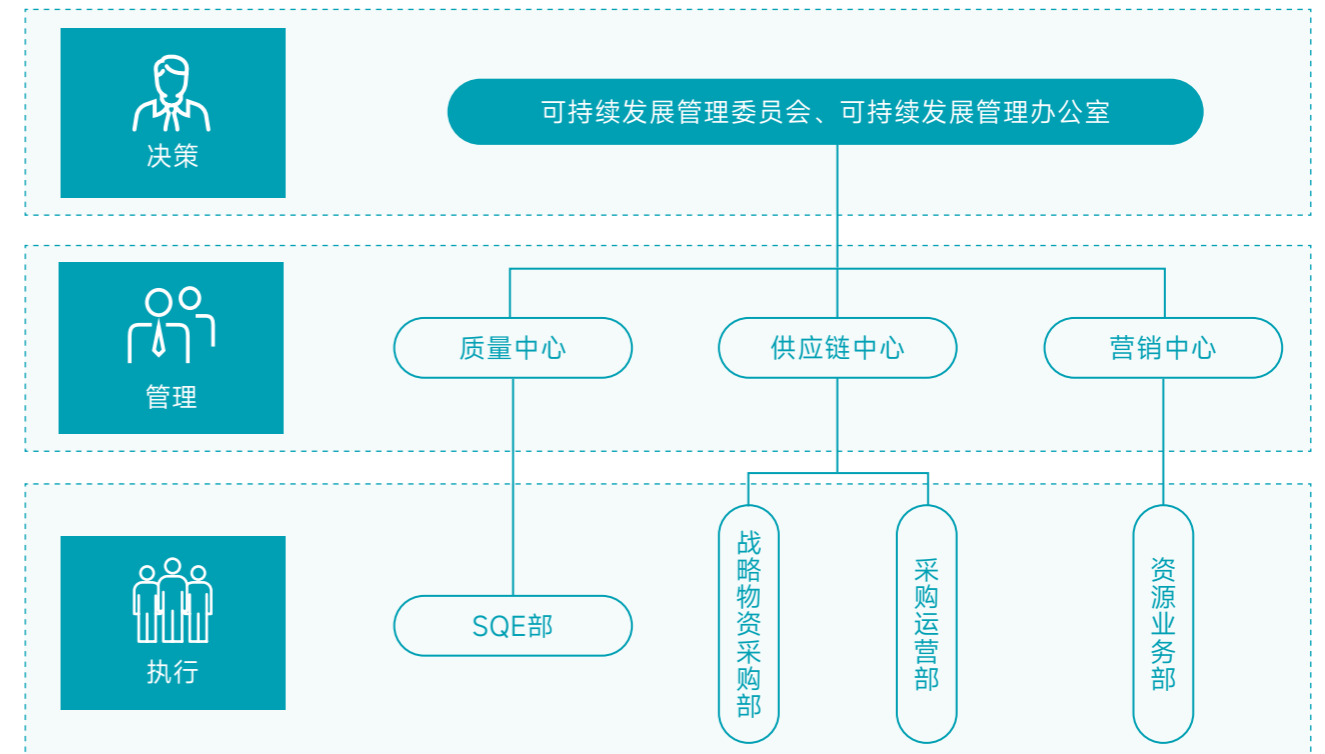 决策
可持续发展管理委员会、可持续发展管理办公室
管理
质量中心
供应链中心
营销中心
执行
SQE部
战略物资采购部
采购运营部
资源业务部